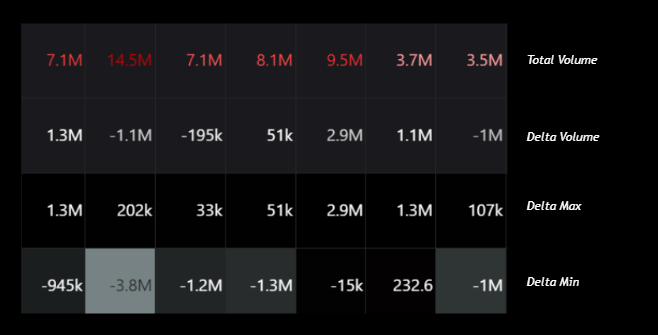 7.1M 14.5M 7.1M 8.1M 9.5M 3.7M 3.5M Total Volume
1.3M -1.1M -195k 51k 2.9M 1.1M -1M Delta Volume
1.3M 202k 33k 51k 2.9M 1.3M 107k Delta Max
-945k -3.8M -1.2M -1.3M -15k 232.6 -1M Delta Min